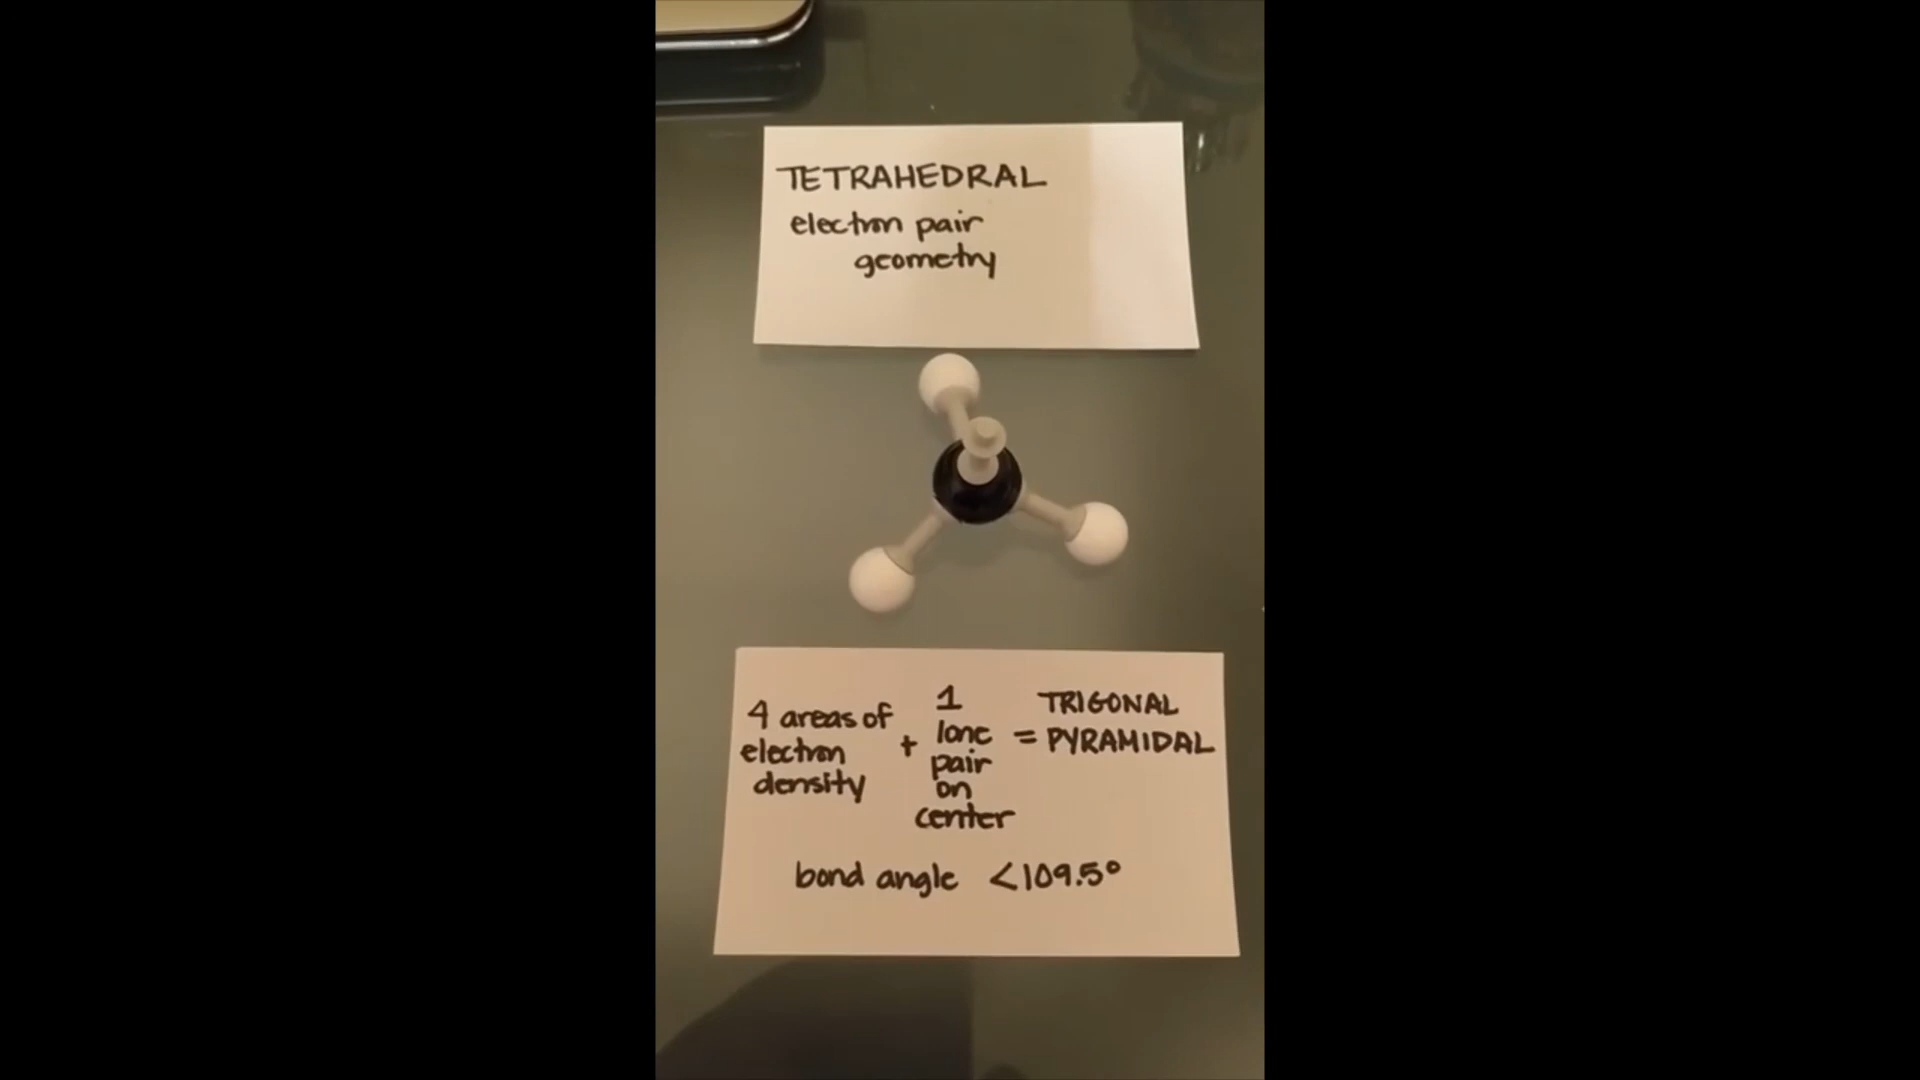 TETRAHEDRAL
electron pair
geometry
4 areas of
electron
density
+
1
lone
pair
on
center
=
TRIGONAL
PYRAMIDAL
bond angle <109.5°